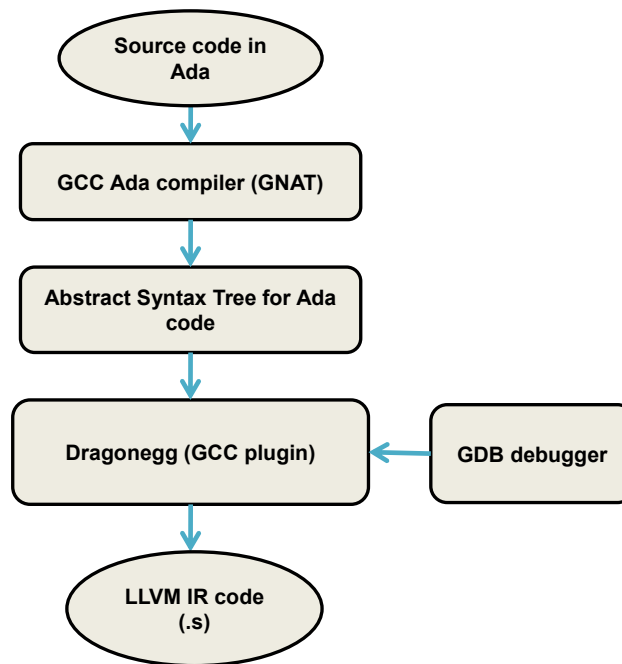 Source code in
Ada
GCC Ada compiler (GNAT)
Abstract Syntax Tree for Ada
code
Dragonegg (GCC plugin)
GDB debugger
LLVM IR code
(.s)